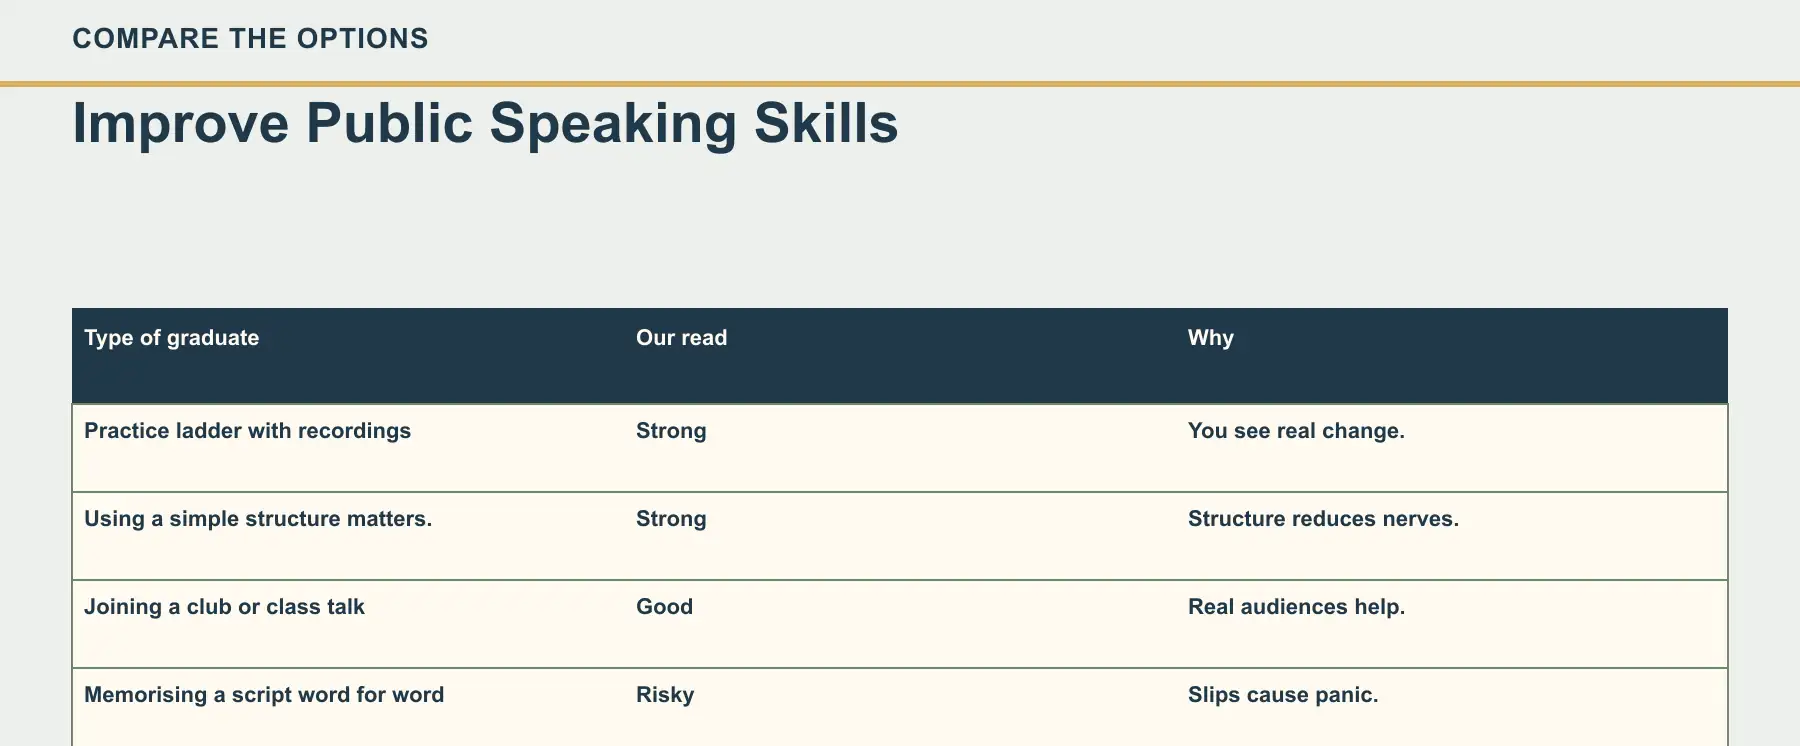 COMPARE THE OPTIONS
Improve Public Speaking Skills
Type of graduate Our read Why
Practice ladder with recordings Strong You see real change.
Using a simple structure matters. Strong Structure reduces nerves.
Joining a club or class talk Good Real audiences help.
Memorising a script word for word Risky Slips cause panic.